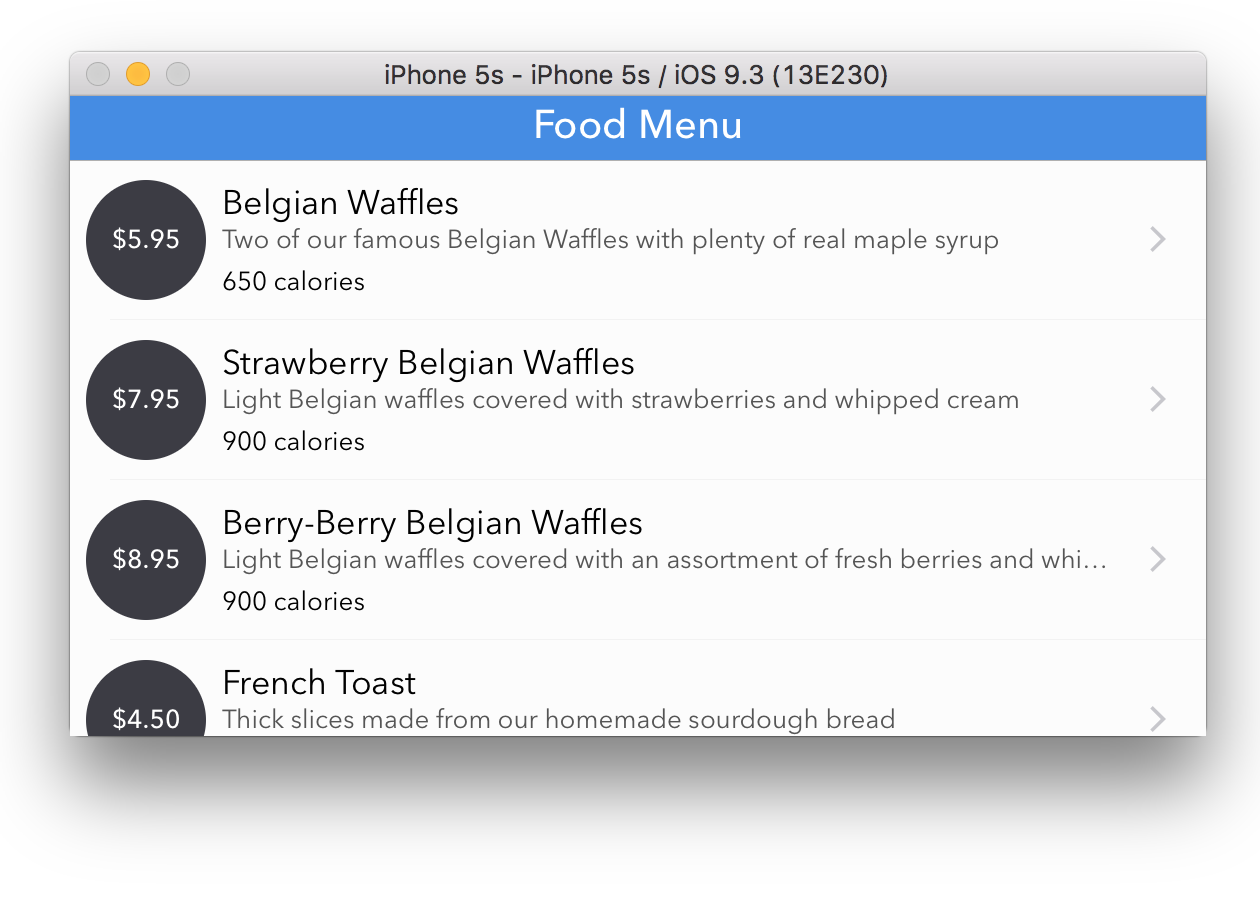 iPhone 5s - iPhone 5s / iOS 9.3 (13E230)
Food Menu
Belgian Waffles
$5.95
Two of our famous Belgian Waffles with plenty of real maple syrup
650 calories
Strawberry Belgian Waffles
$7.95
Light Belgian waffles covered with strawberries and whipped cream
900 calories
Berry-Berry Belgian Waffles
$8.95
Light Belgian waffles covered with an assortment of fresh berries and whi...
900 calories
French Toast
$4.50
Thick slices made from our homemade sourdough bread